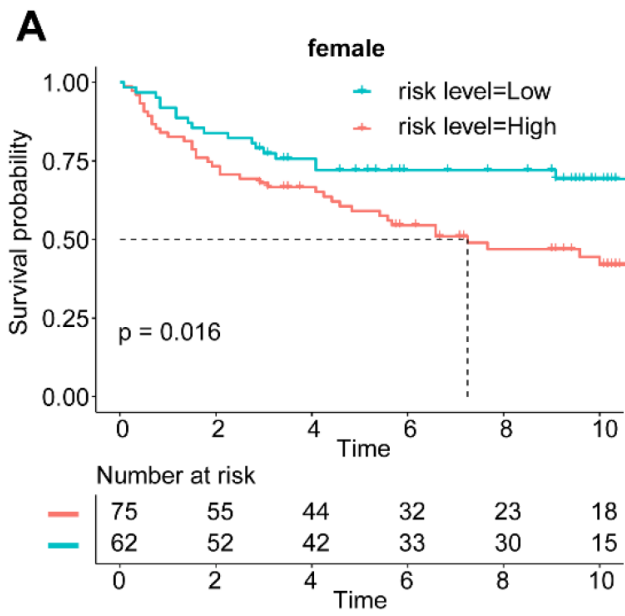 A
female
risk level=Low
risk level=High
Survival probability
1.00
0.75
0.50
0.25
0.00
p = 0.016
0 2 4 6 8 10
Time
Number at risk
75 55 44 32 23 18
62 52 42 33 30 15
0 2 4 6 8 10
Time